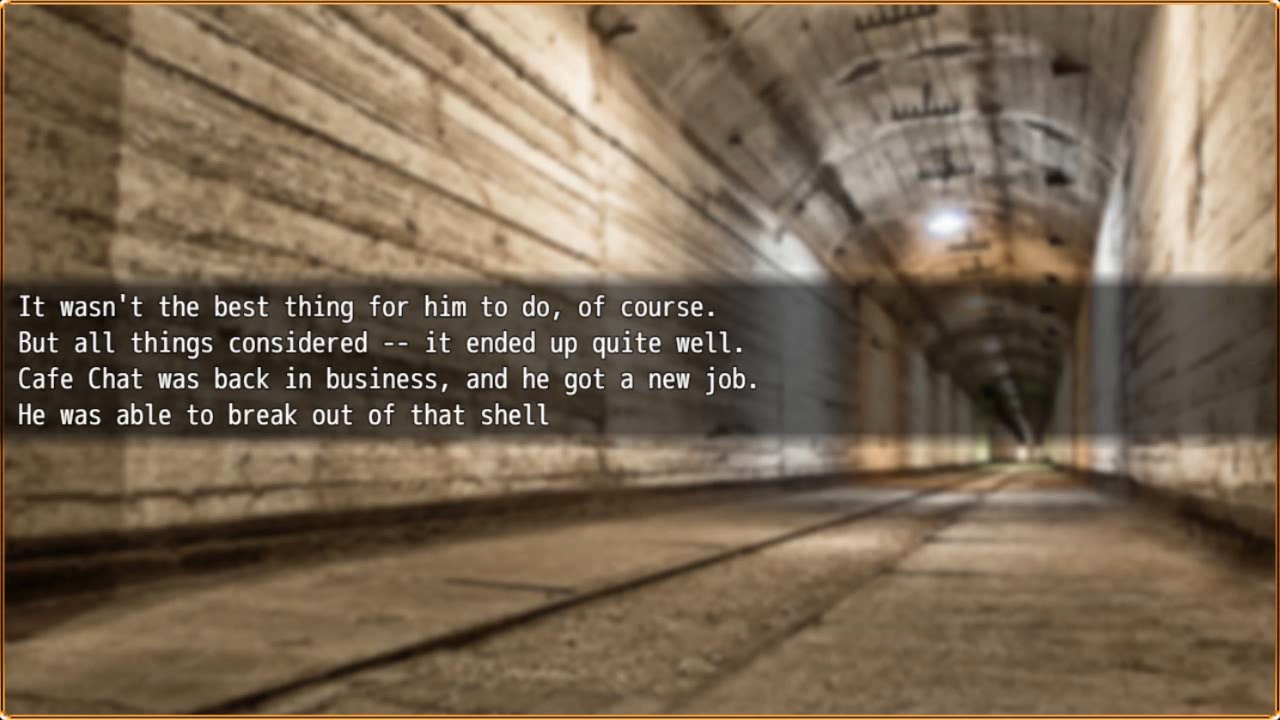 It wasn't the best thing for him to do, of course.
But all things considered -- it ended up quite well.
Cafe Chat was back in business, and he got a new job.
He was able to break out of that shell